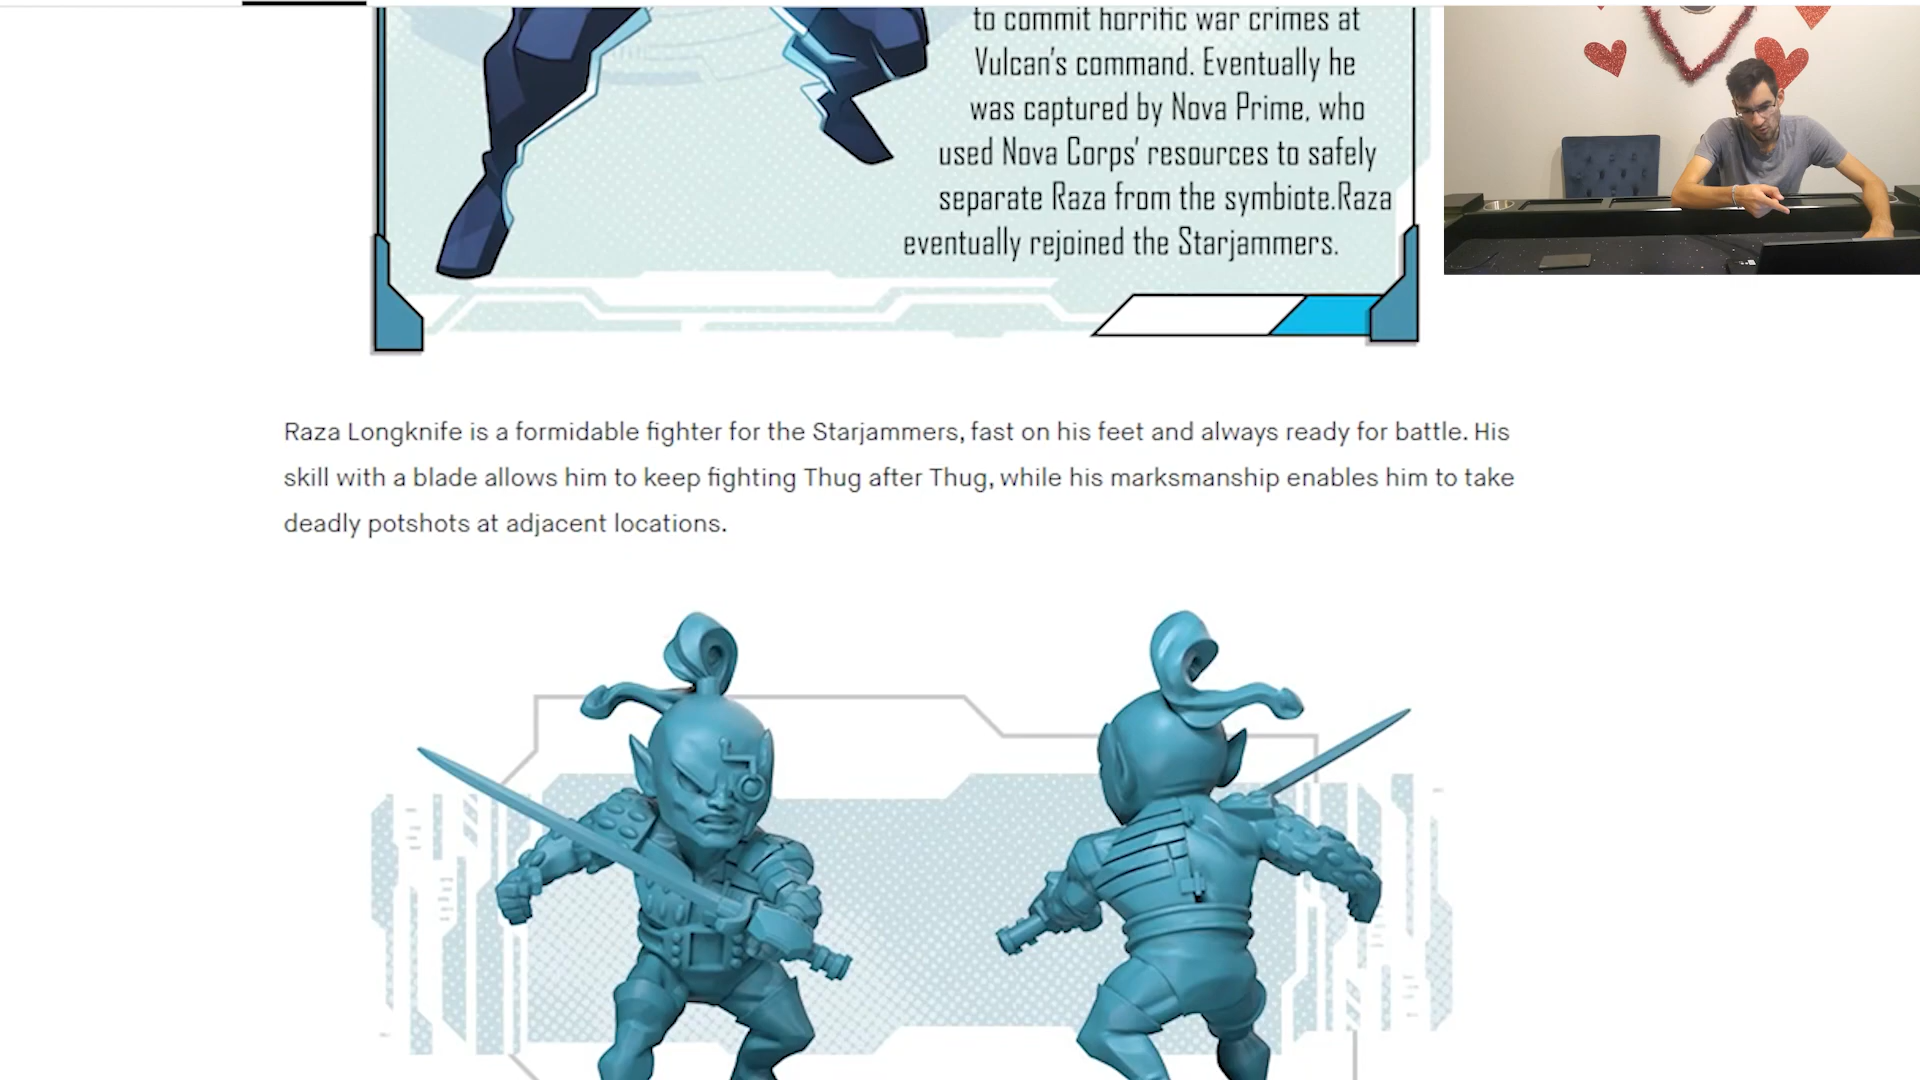 to commit horrific war crimes at
Vulcan's command. Eventually he
was captured by Nova Prime, who
used Nova Corps' resources to safely
separate Raza from the symbiote.Raza
eventually rejoined the Starjammers.
Raza Longknife is a formidable fighter for the Starjammers, fast on his feet and always ready for battle. His
skill with a blade allows him to keep fighting Thug after Thug, while his marksmanship enables him to take
deadly potshots at adjacent locations.